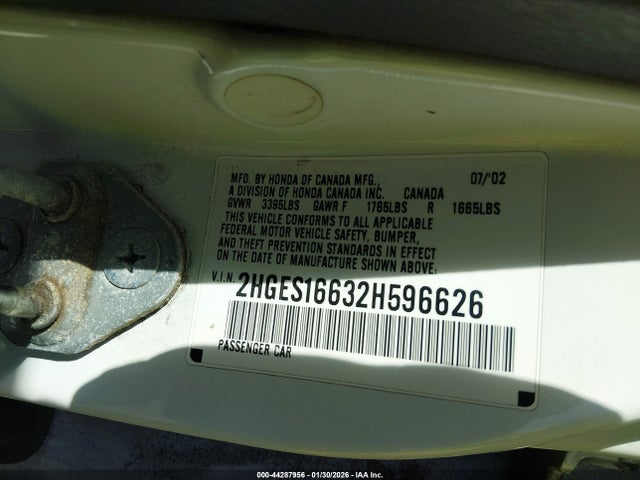 MFD. BY HONDA OF CANADA MFG.,
A DIVISION OF HONDA CANADA INC. CANADA 07/'02
GVWR 3395LBS GAWR F 1765LBS R 1665LBS
THIS VEHICLE CONFORMS TO ALL APPLICABLE
FEDERAL MOTOR VEHICLE SAFETY, BUMPER,
AND THEFT PREVENTION STANDARDS IN EFFECT
ON THE DATE OF MANUFACTURE SHOWN ABOVE.
V.I.N. 2HGES16632H596626
PASSENGER CAR
000-44287956 | 01/30/2026 | IAA Inc.